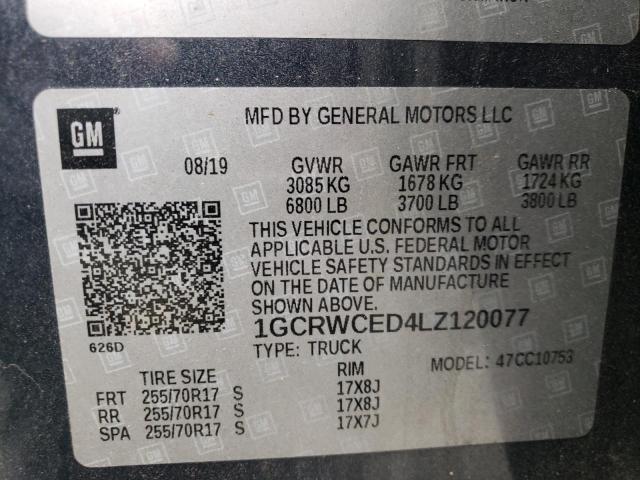 GM
MFD BY GENERAL MOTORS LLC
08/19 GVWR GAWR FRT GAWR RR
3085 KG 1678 KG 1724 KG
6800 LB 3700 LB 3800 LB
THIS VEHICLE CONFORMS TO ALL
APPLICABLE U.S. FEDERAL MOTOR
VEHICLE SAFETY STANDARDS IN EFFECT
ON THE DATE OF MANUFACTURE
SHOWN ABOVE.
1GCRWCED4LZ120077
626D
TYPE: TRUCK MODEL: 47CC10753
TIRE SIZE RIM
FRT 255/70R17 S 17X8J
RR 255/70R17 S 17X8J
SPA 255/70R17 S 17X7J